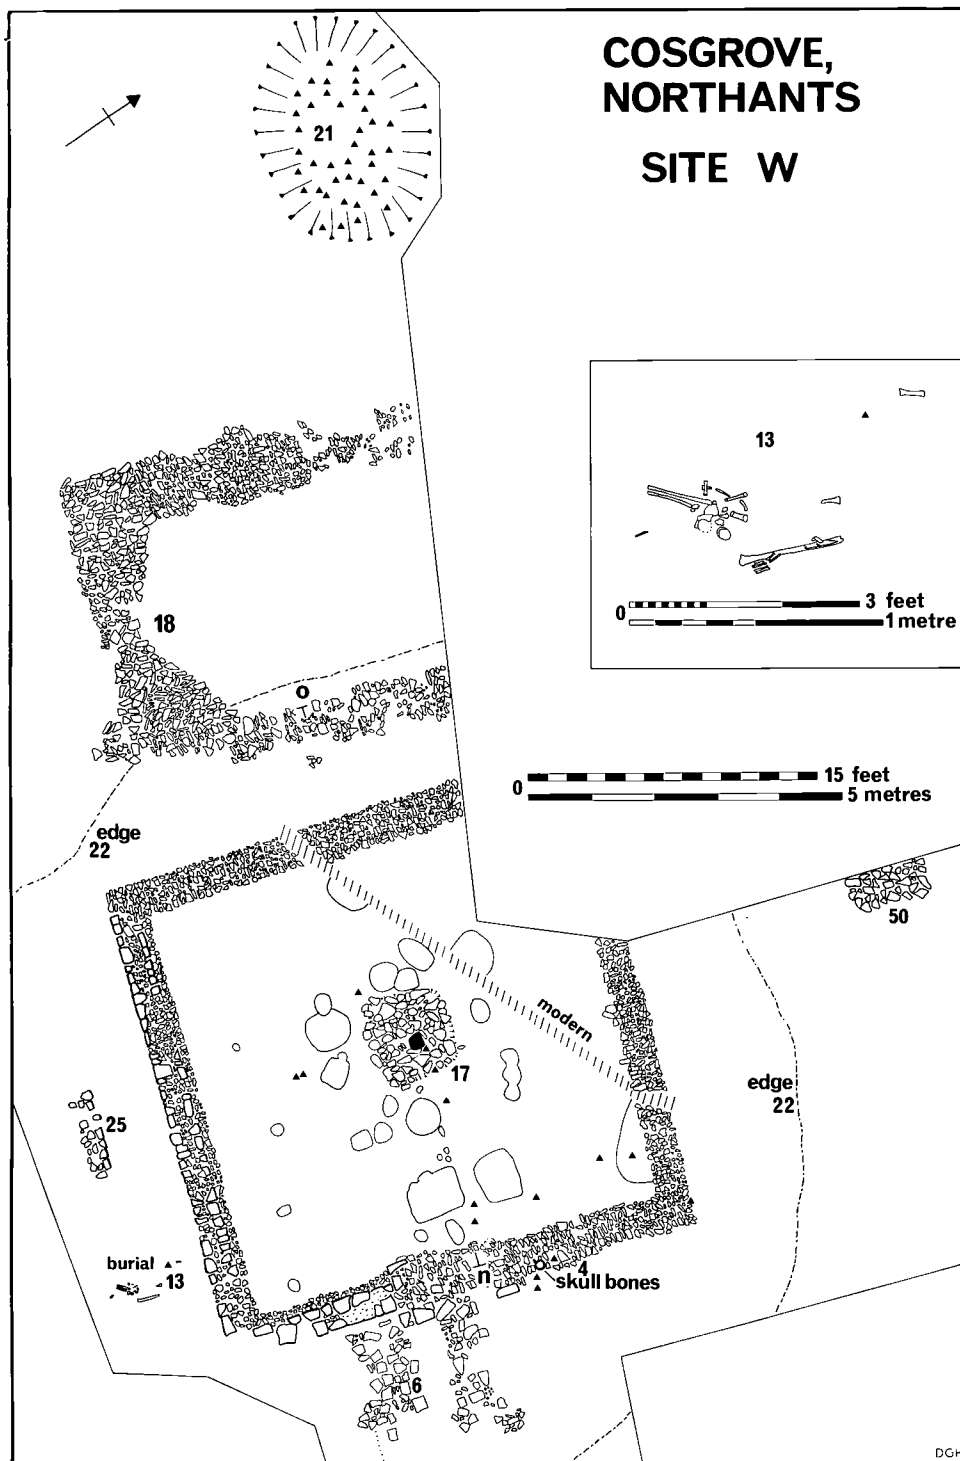 COSGROVE,
NORTHANTS
SITE W
21
13
0
3 feet
1 metre
18
o
0
15 feet
5 metres
edge
22
50
modern
17
edge
22
25
burial
13
n
4
skull bones
6